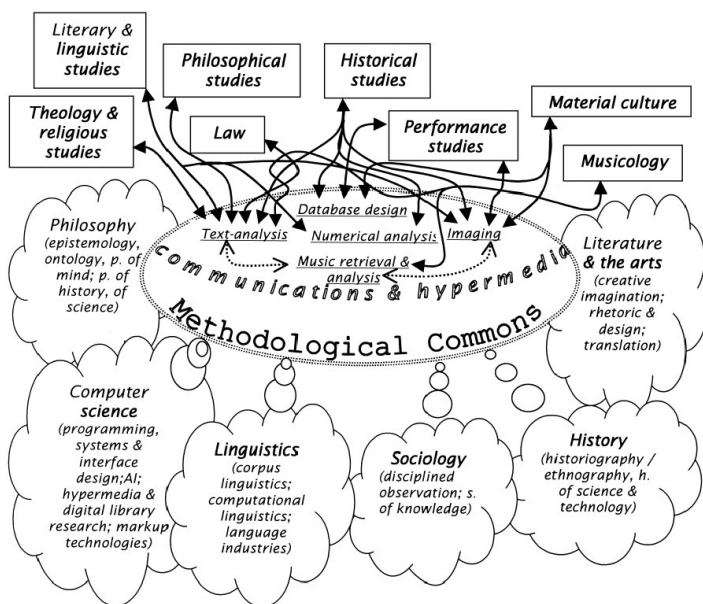 Literary &
linguistic
studies
Philosophical
studies
Historical
studies
Material culture
Theology &
religious
studies
Law
Performance
studies
Musicology
Database design
Text-analysis
Numerical analysis
Imaging
Music retrieval &
analysis
communications & hypermedia
Methodological Commons
Philosophy
(epistemology,
ontology, p. of
mind; p. of
history, of
science)
Literature
& the arts
(creative
imagination;
rhetoric &
design;
translation)
Computer
science
(programming,
systems &
interface
design;AI;
hypermedia &
digital library
research; markup
technologies)
Linguistics
(corpus
linguistics;
computational
linguistics;
language
industries)
Sociology
(disciplined
observation; s.
of knowledge)
History
(historiography /
ethnography, h.
of science &
technology)